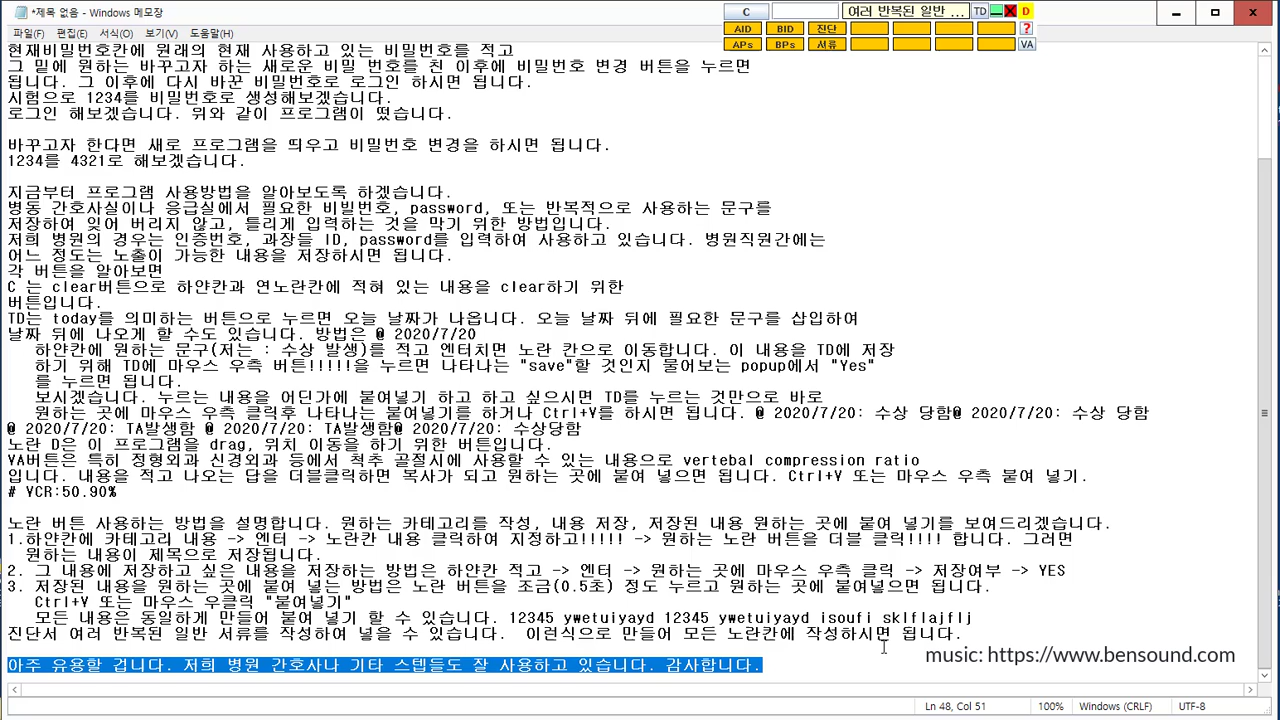 *제목 없음 - Windows 메모장
파일(F) 편집(E) 서식(O) 보기(V) 도움말(H)
C 여러 반복된 일반 ... TD X D
AID BID 진단 ?
APs BPs 서류 VA
현재비밀번호칸에 원래의 현재 사용하고 있는 비밀번호를 적고
그 밑에 원하는 바꾸고자 하는 새로운 비밀 번호를 친 이후에 비밀번호 변경 버튼을 누르면
됩니다. 그 이후에 다시 바꾼 비밀번호로 로그인 하시면 됩니다.
시험으로 1234를 비밀번호로 생성해보겠습니다.
로그인 해보겠습니다. 위와 같이 프로그램이 떴습니다.
바꾸고자 한다면 새로 프로그램을 띄우고 비밀번호 변경을 하시면 됩니다.
1234를 4321로 해보겠습니다.
지금부터 프로그램 사용방법을 알아보도록 하겠습니다.
병동 간호사실이나 응급실에서 필요한 비빌번호, password, 또는 반복적으로 사용하는 문구를
저장하여 잊어 버리지 않고, 틀리게 입력하는 것을 막기 위한 방법입니다.
저희 병원의 경우는 인증번호, 과장들 ID, password를 입력하여 사용하고 있습니다. 병원직원간에는
어느 정도는 노출이 가능한 내용을 저장하시면 됩니다.
각 버튼을 알아보면
C 는 clear버튼으로 하얀칸과 연노란칸에 적혀 있는 내용을 clear하기 위한
버튼입니다.
TD는 today를 의미하는 버튼으로 누르면 오늘 날짜가 나옵니다. 오늘 날짜 뒤에 필요한 문구를 삽입하여
날짜 뒤에 나오게 할 수도 있습니다. 방법은 @ 2020/7/20
하얀칸에 원하는 문구(저는 : 수상 발생)를 적고 엔터치면 노란 칸으로 이동합니다. 이 내용을 TD에 저장
하기 위해 TD에 마우스 우측 버튼!!!!!을 누르면 나타나는 "save"할 것인지 물어보는 popup에서 "Yes"
를 누르면 됩니다.
보시겠습니다. 누르는 내용을 어딘가에 붙여넣기 하고 하고 싶으시면 TD를 누르는 것만으로 바로
원하는 곳에 마우스 우측 클릭후 나타나는 붙여넣기를 하거나 Ctrl+V를 하시면 됩니다. @ 2020/7/20: 수상 당함@ 2020/7/20: 수상 당함
@ 2020/7/20: TA발생함 @ 2020/7/20: TA발생함@ 2020/7/20: 수상당함
노란 D은 이 프로그램을 drag, 위치 이동을 하기 위한 버튼입니다.
VA버튼은 특히 정형외과 신경외과 등에서 척추 골절시에 사용할 수 있는 내용으로 vertebal compression ratio
입니다. 내용을 적고 나오는 답을 더블클릭하면 복사가 되고 원하는 곳에 붙여 넣으면 됩니다. Ctrl+V 또는 마우스 우측 붙여 넣기.
# VCR:50.90%
노란 버튼 사용하는 방법을 설명합니다. 원하는 카테고리를 작성, 내용 저장, 저장된 내용 원하는 곳에 붙여 넣기를 보여드리겠습니다.
1.하얀칸에 카테고리 내용 -> 엔터 -> 노란칸 내용 클릭하여 지정하고!!!!! -> 원하는 노란 버튼을 더블 클릭!!!! 합니다. 그러면
원하는 내용이 제목으로 저장됩니다.
2. 그 내용에 저장하고 싶은 내용을 저장하는 방법은 하얀칸 적고 -> 엔터 -> 원하는 곳에 마우스 우측 클릭 -> 저장여부 -> YES
3. 저장된 내용을 원하는 곳에 붙여 넣는 방법은 노란 버튼을 조금(0.5초) 정도 누르고 원하는 곳에 붙여넣으면 됩니다.
Ctrl+V 또는 마우스 우클릭 "붙여넣기"
모든 내용은 동일하게 만들어 붙여 넣기 할 수 있습니다. 12345 ywetuiyayd 12345 ywetuiyayd isoufi sklflajflj
진단서 여러 반복된 일반 서류를 작성하여 넣을 수 있습니다. 이런식으로 만들어 모든 노란칸에 작성하시면 됩니다.
아주 유용할 겁니다. 저희 병원 간호사나 기타 스텝들도 잘 사용하고 있습니다. 감사합니다.
music: https://www.bensound.com
Ln 48, Col 51 100% Windows (CRLF) UTF-8